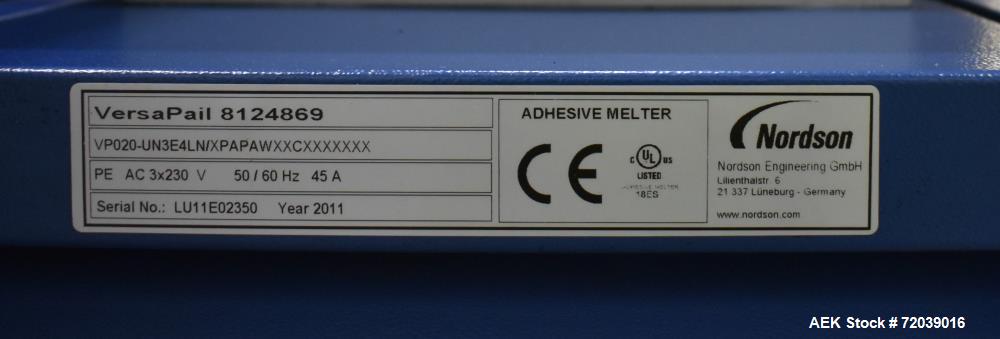 VersaPail 8124869
VP020-UN3E4LN/XPAPAWXXCXXXXXXX
PE AC 3x230 V 50 / 60 Hz 45 A
Serial No.: LU11E02350 Year 2011
ADHESIVE MELTER
CE
C UL US
LISTED
ADHESIVE MELTER
18ES
Nordson
Nordson Engineering GmbH
Lilienthalstr. 6
21 337 Lüneburg - Germany
www.nordson.com
AEK Stock # 72039016